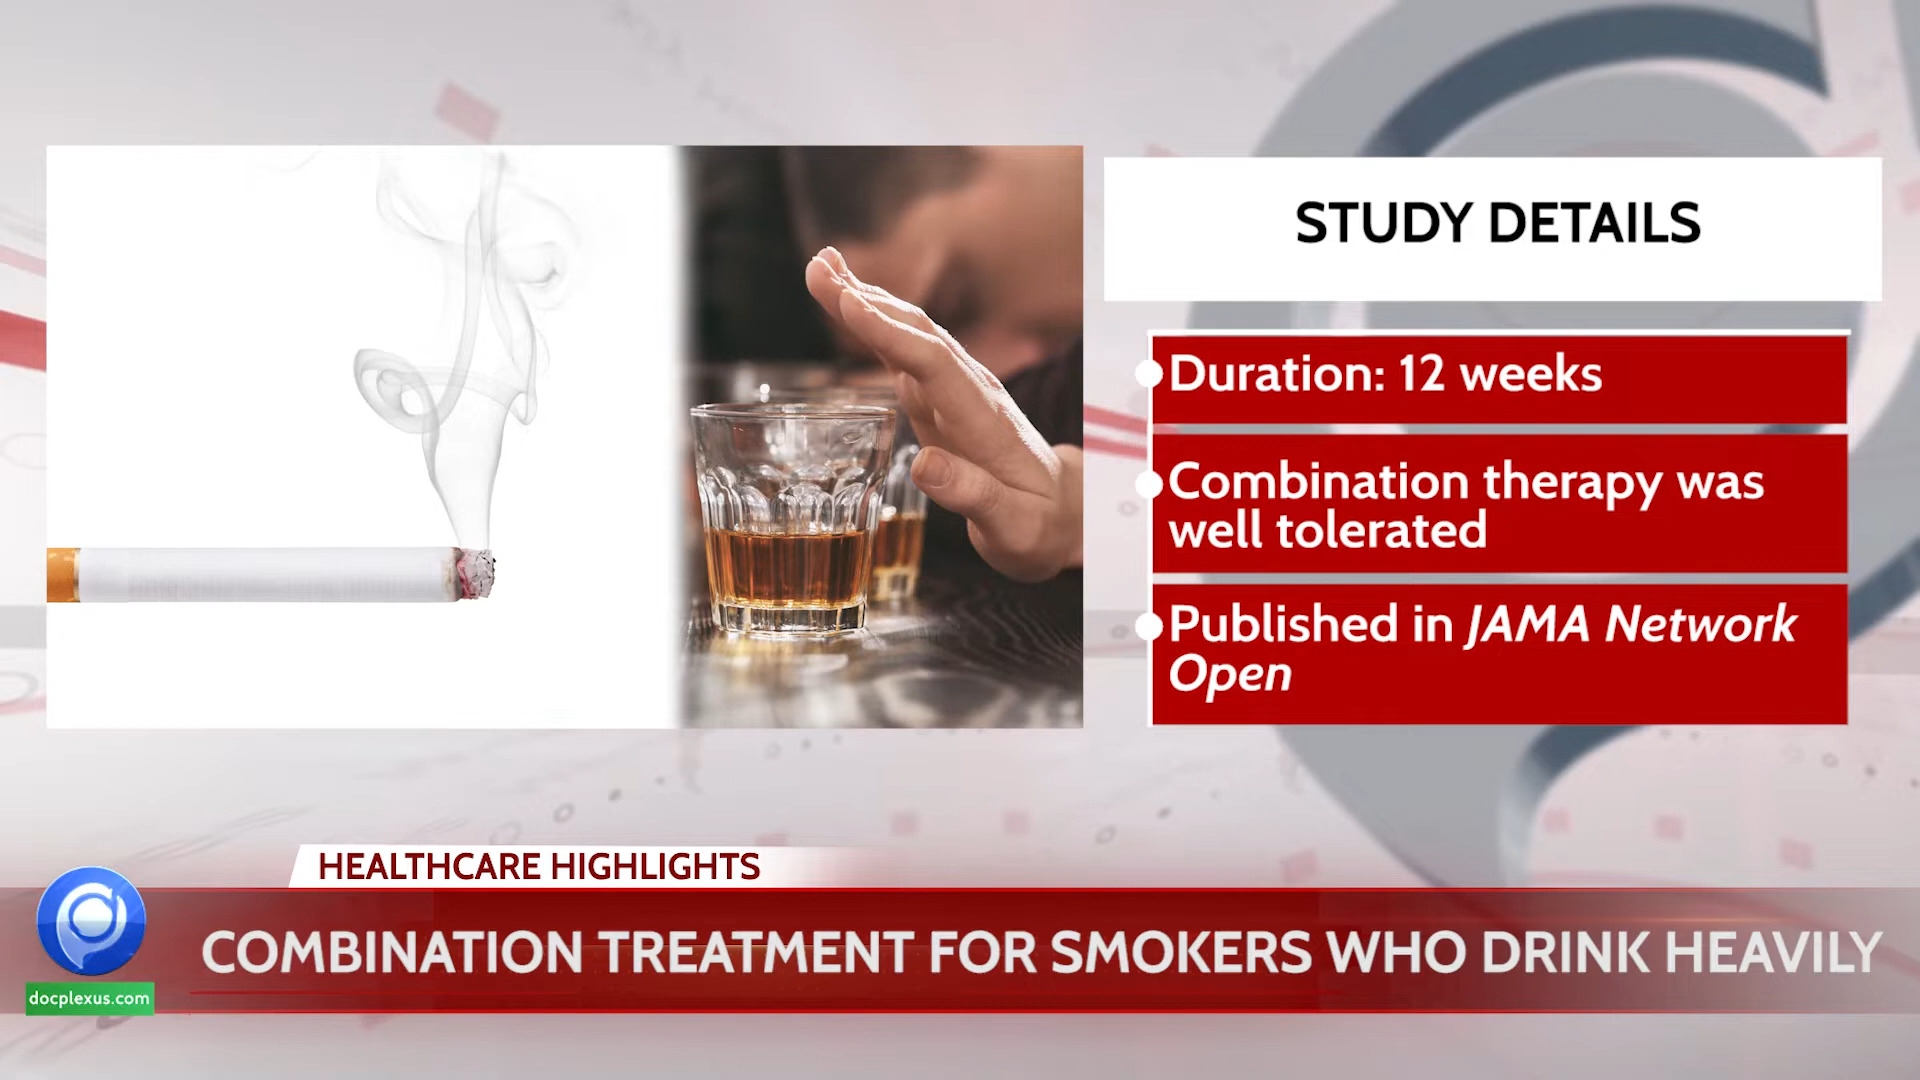 STUDY DETAILS
Duration: 12 weeks
Combination therapy was
well tolerated
Published in JAMA Network
Open
HEALTHCARE HIGHLIGHTS
COMBINATION TREATMENT FOR SMOKERS WHO DRINK HEAVILY
docplexus.com